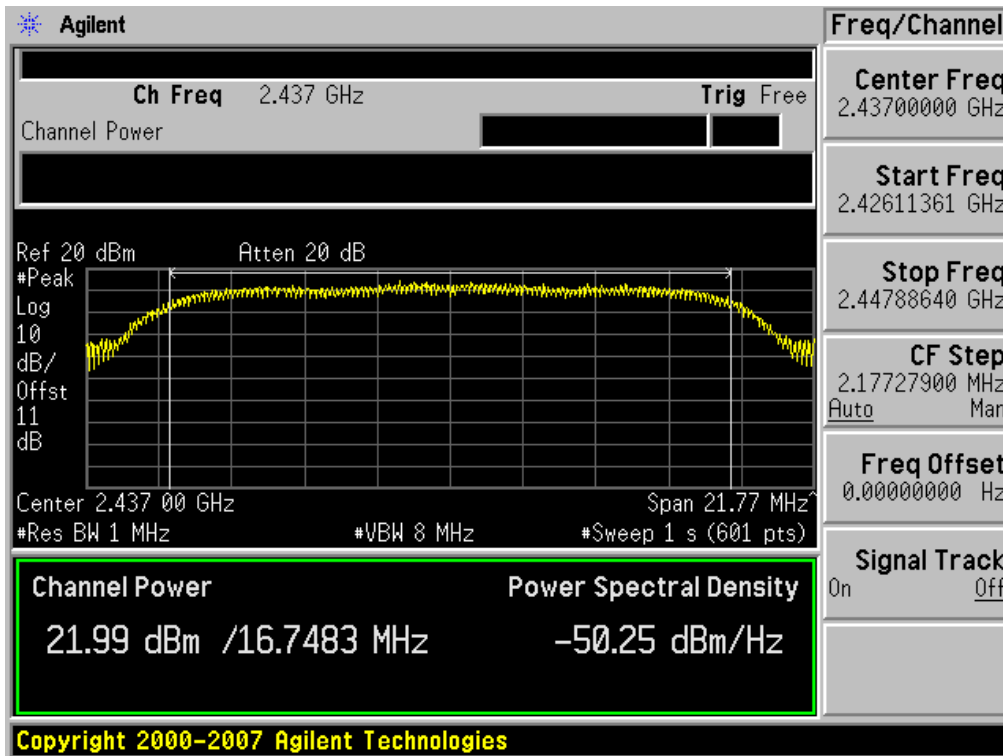 Agilent
Freq/Channel
Ch Freq 2.437 GHz Trig Free
Channel Power
Ref 20 dBm Atten 20 dB
#Peak
Log
10
dB/
Offst
11
dB
Center 2.437 00 GHz Span 21.77 MHz^
#Res BW 1 MHz #VBW 8 MHz #Sweep 1 s (601 pts)
Channel Power Power Spectral Density
21.99 dBm /16.7483 MHz -50.25 dBm/Hz
Copyright 2000-2007 Agilent Technologies
Center Freq
2.43700000 GHz
Start Freq
2.42611361 GHz
Stop Freq
2.44788640 GHz
CF Step
2.17727900 MHz
Auto Man
Freq Offset
0.00000000 Hz
Signal Track
On Off